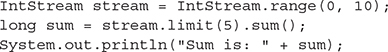 IntStream stream = IntStream.range(0, 10);
long sum = stream.limit(5).sum();
System.out.println("Sum is: " + sum);